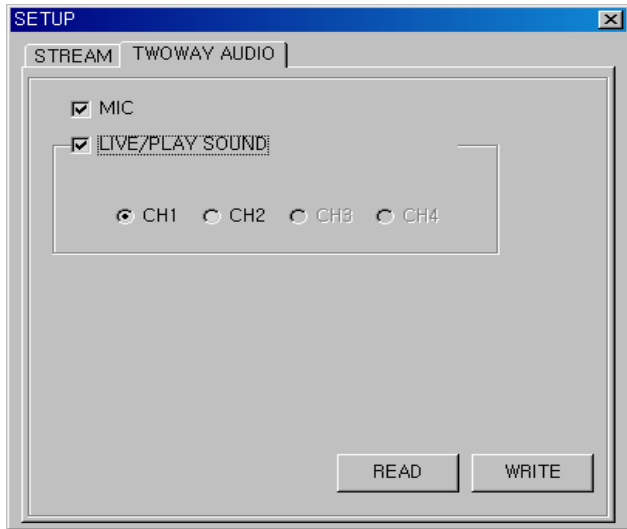 SETUP
STREAM TWOWAY AUDIO
MIC
LIVE/PLAY SOUND
CH1 CH2 CH3 CH4
READ WRITE